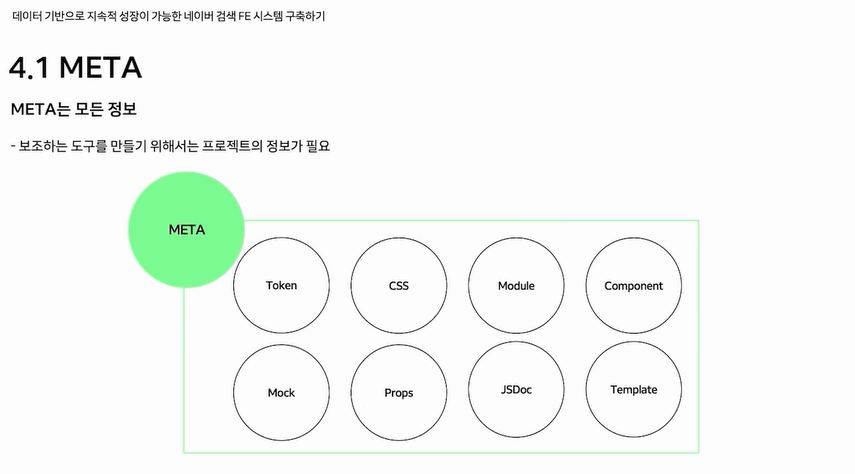 데이터 기반으로 지속적 성장이 가능한 네이버 검색 FE 시스템 구축하기
4.1 META
META는 모든 정보
- 보조하는 도구를 만들기 위해서는 프로젝트의 정보가 필요
META
Token
CSS
Module
Component
Mock
Props
JSDoc
Template